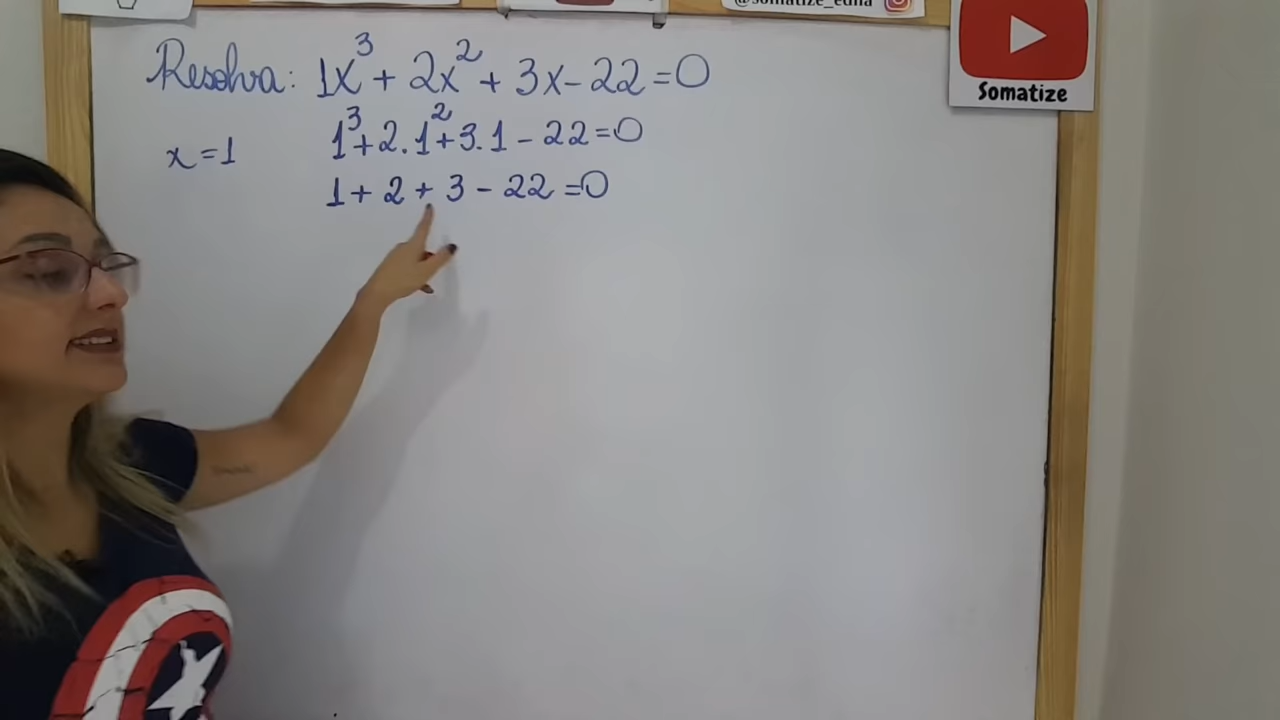 @somatize_edna
Resolva: 1x³ + 2x² + 3x - 22 = 0
Somatize
x = 1
1³ + 2 . 1² + 3 . 1 - 22 = 0
1 + 2 + 3 - 22 = 0